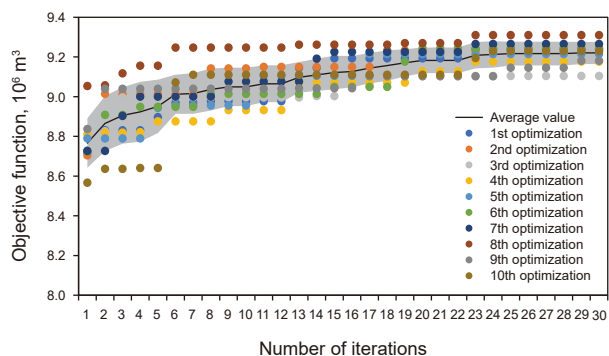 Objective function, 10⁶ m³
9.6
9.4
9.2
9.0
8.8
8.6
8.4
8.2
8.0
Average value
1st optimization
2nd optimization
3rd optimization
4th optimization
5th optimization
6th optimization
7th optimization
8th optimization
9th optimization
10th optimization
1 2 3 4 5 6 7 8 9 10 11 12 13 14 15 16 17 18 19 20 21 22 23 24 25 26 27 28 29 30
Number of iterations